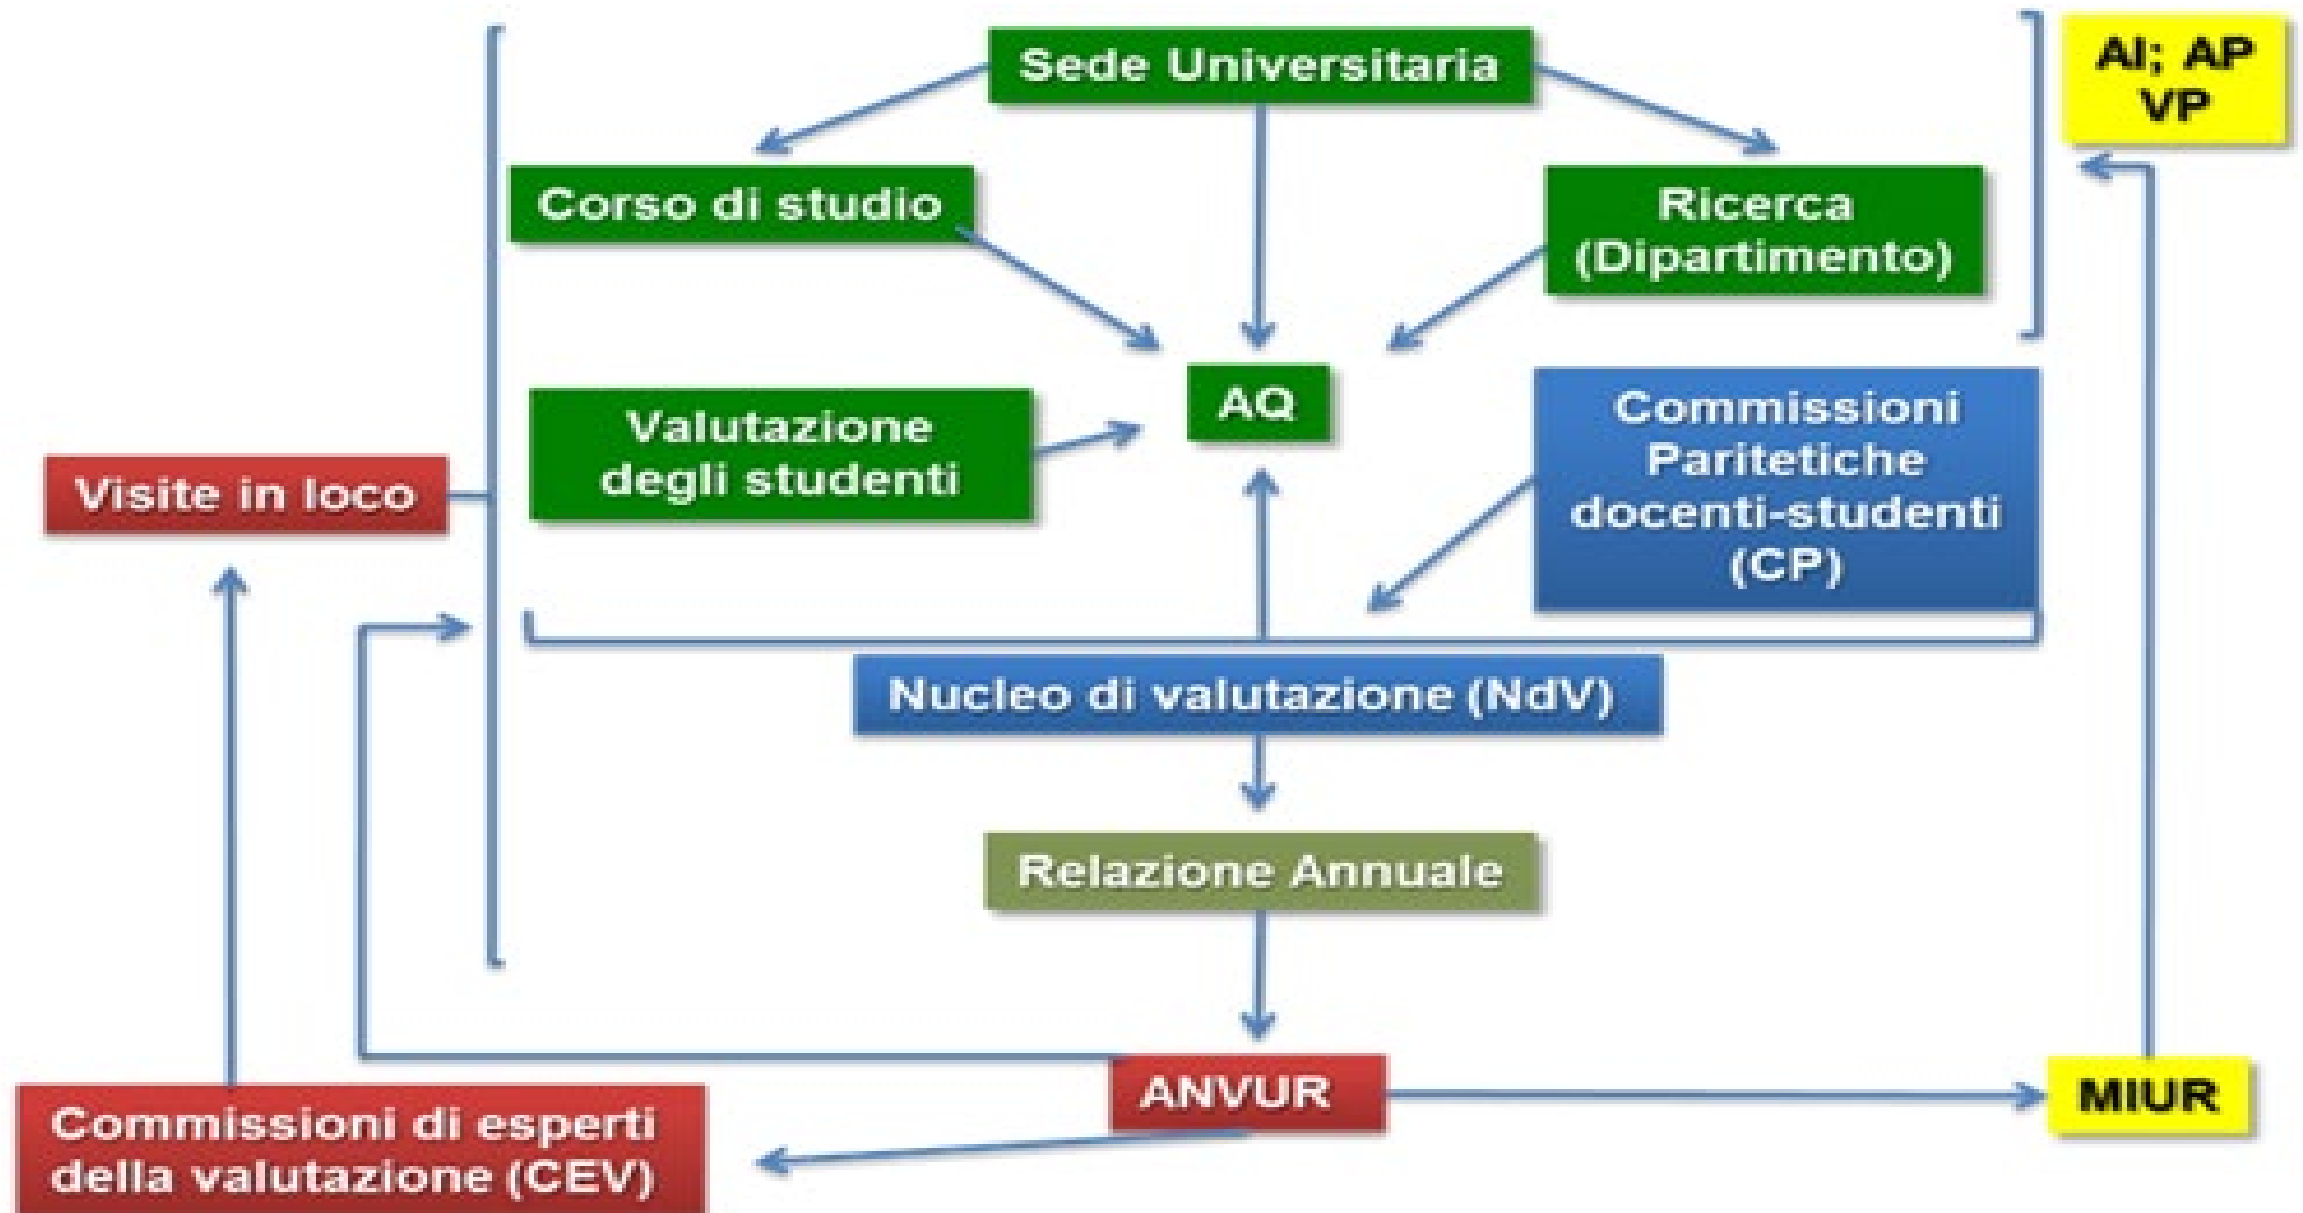 Sede Universitaria
AI; AP
VP
Corso di studio
Ricerca
(Dipartimento)
AQ
Valutazione
degli studenti
Commissioni
Paritetiche
docenti-studenti
(CP)
Visite in loco
Nucleo di valutazione (NdV)
Relazione Annuale
ANVUR
MIUR
Commissioni di esperti
della valutazione (CEV)